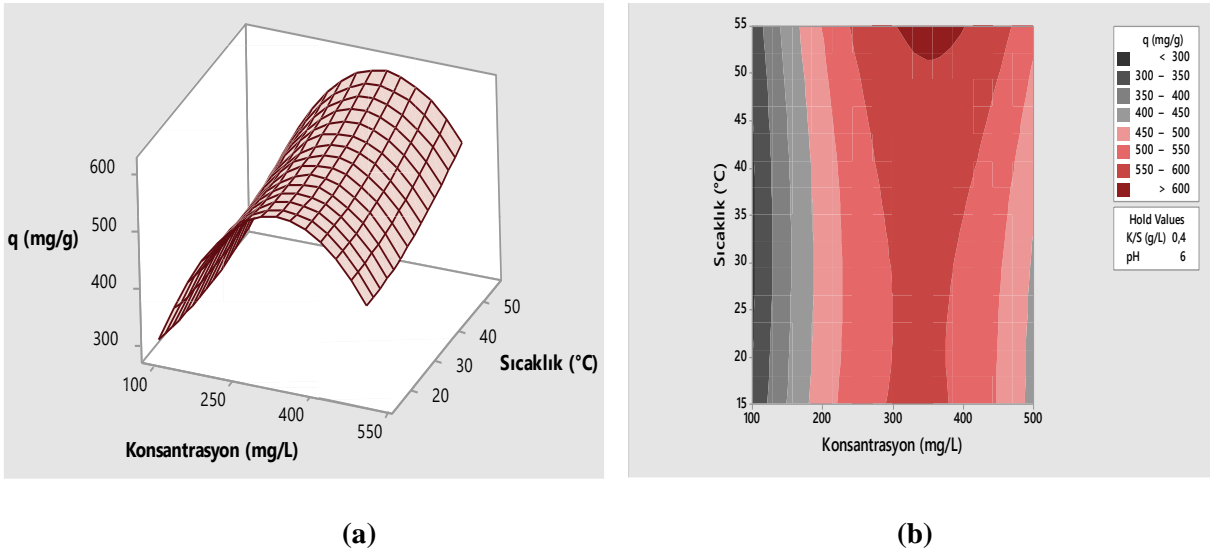 600
500
400
300
q (mg/g)
100
250
400
550
Konsantrasyon (mg/L)
20
30
40
50
Sıcaklık (°C)
(a)
55
50
45
40
35
30
25
20
15
Sıcaklık (°C)
100
200
300
400
500
Konsantrasyon (mg/L)
q (mg/g)
< 300
300 – 350
350 – 400
400 – 450
450 – 500
500 – 550
550 – 600
> 600
Hold Values
K/S (g/L) 0,4
pH 6
(b)